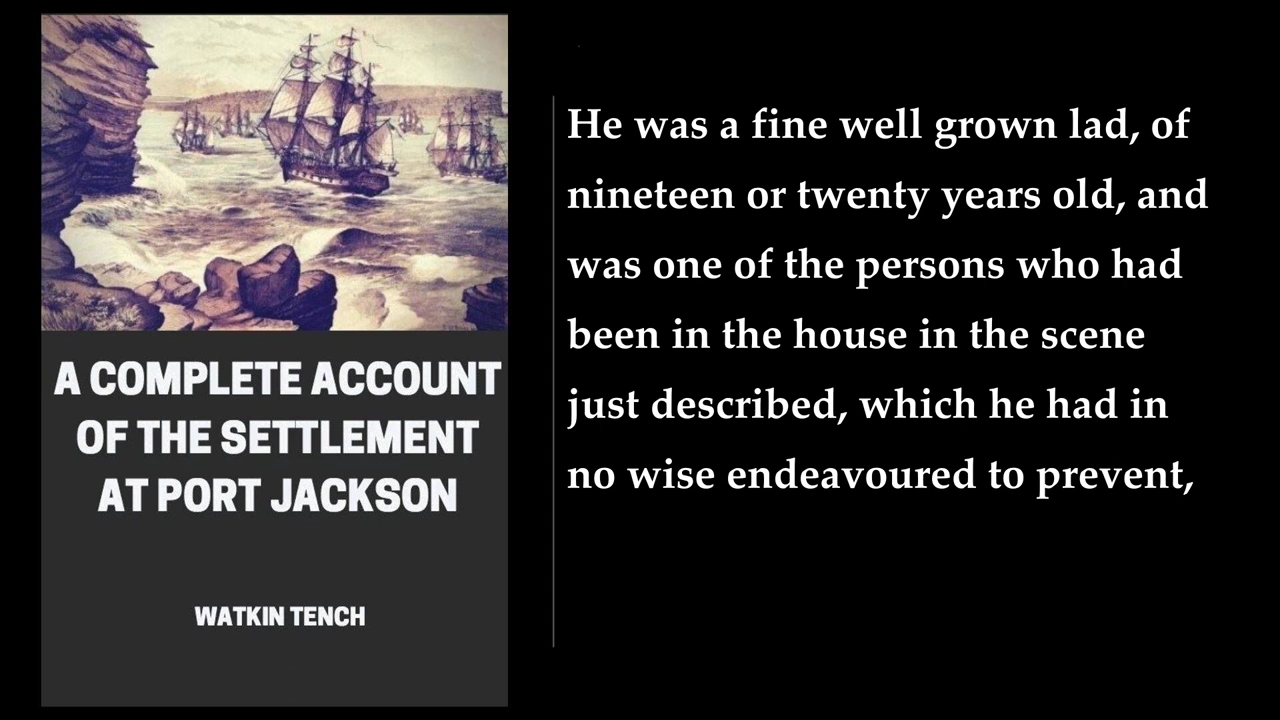 A COMPLETE ACCOUNT
OF THE SETTLEMENT
AT PORT JACKSON
WATKIN TENCH
He was a fine well grown lad, of
nineteen or twenty years old, and
was one of the persons who had
been in the house in the scene
just described, which he had in
no wise endeavoured to prevent,